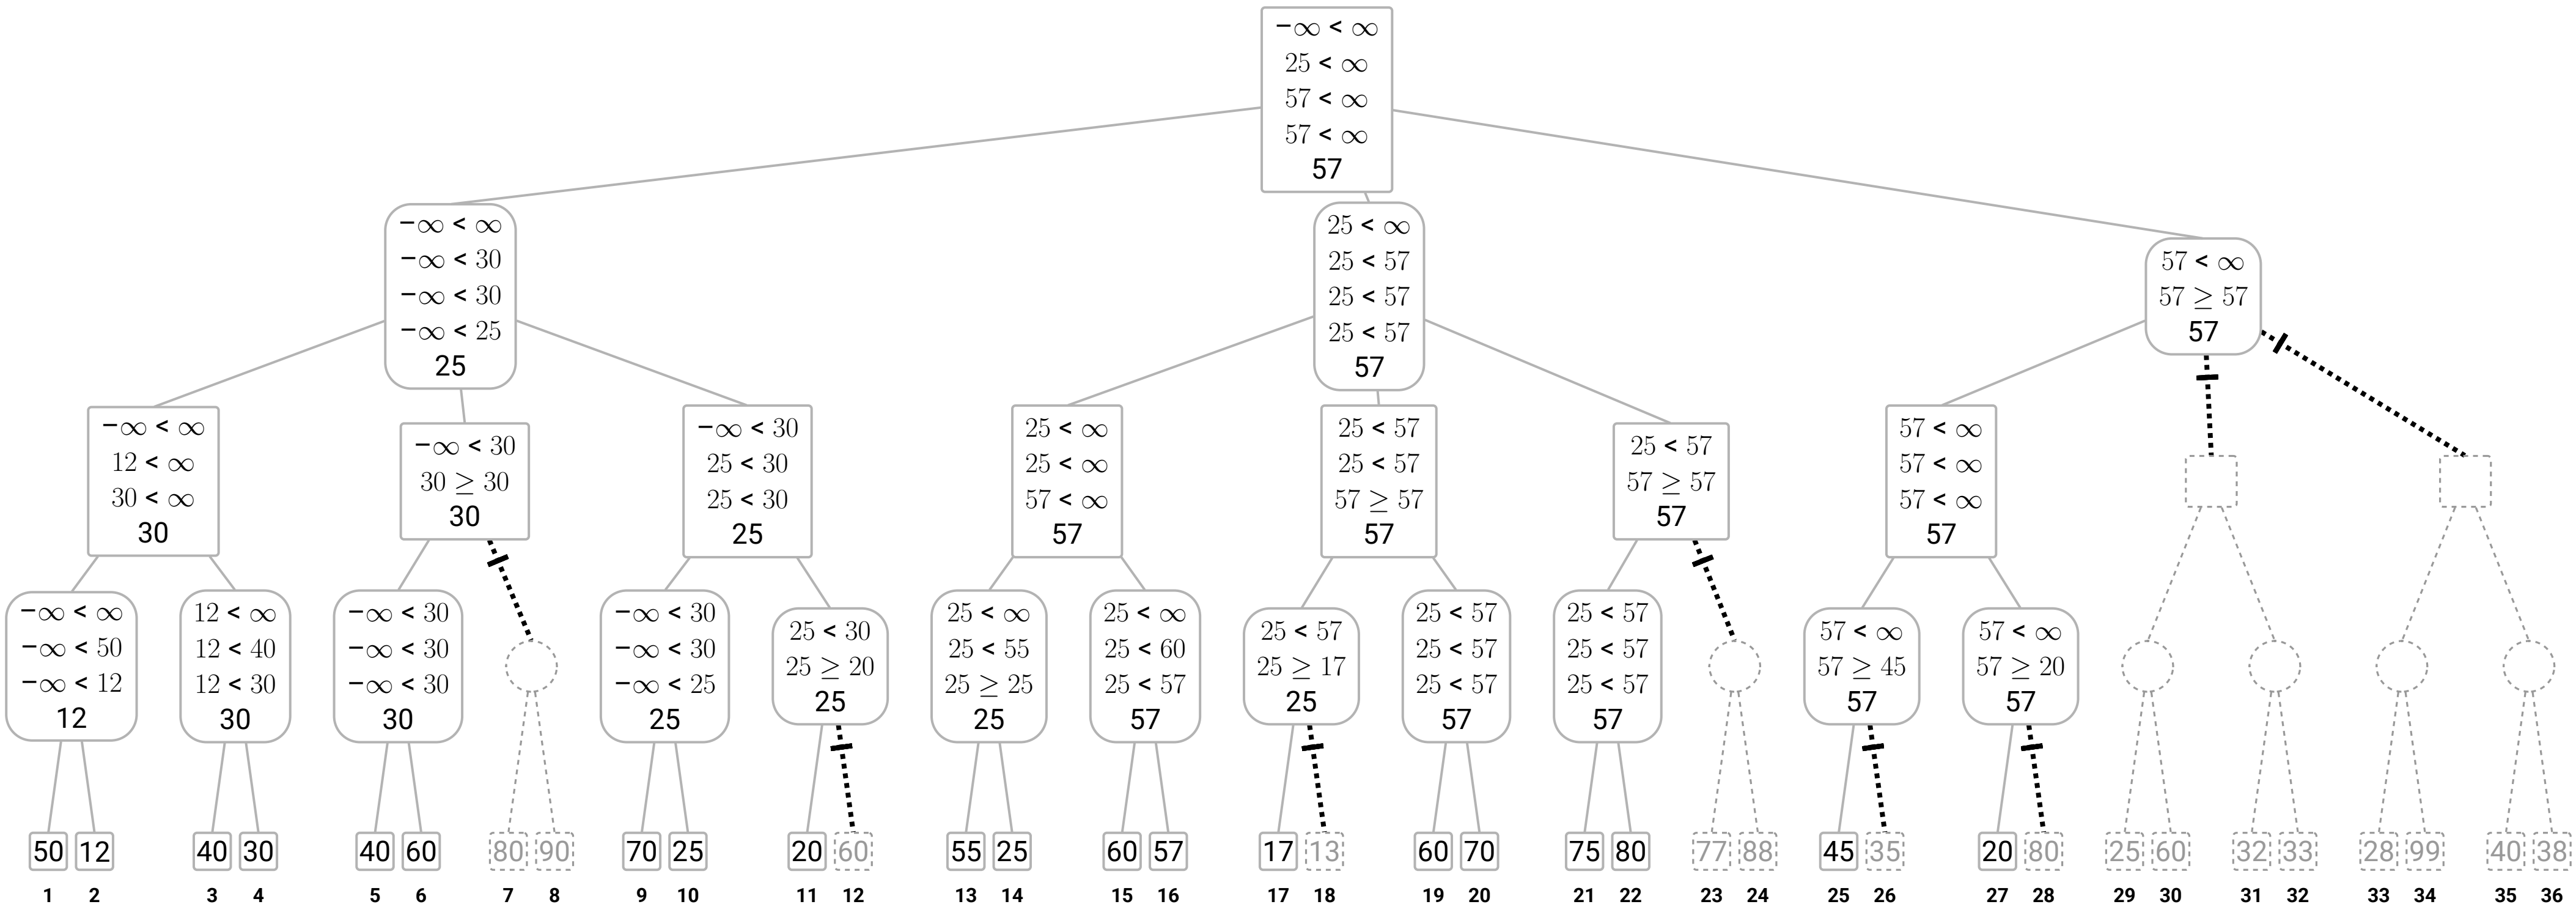 −∞ < ∞
25 < ∞
57 < ∞
57 < ∞
57
−∞ < ∞
−∞ < 30
−∞ < 30
−∞ < 25
25
25 < ∞
25 < 57
25 < 57
25 < 57
57
57 < ∞
57 ≥ 57
57
−∞ < ∞
12 < ∞
30 < ∞
30
−∞ < 30
30 ≥ 30
30
−∞ < 30
25 < 30
25 < 30
25
25 < ∞
25 < ∞
57 < ∞
57
25 < 57
25 < 57
57 ≥ 57
57
25 < 57
57 ≥ 57
57
57 < ∞
57 < ∞
57 < ∞
57
−∞ < ∞
−∞ < 50
−∞ < 12
12
12 < ∞
12 < 40
12 < 30
30
−∞ < 30
−∞ < 30
−∞ < 30
30
−∞ < 30
−∞ < 30
−∞ < 25
25
25 < 30
25 ≥ 20
25
25 < ∞
25 < 55
25 ≥ 25
25
25 < ∞
25 < 60
25 < 57
57
25 < 57
25 ≥ 17
25
25 < 57
25 < 57
25 < 57
57
25 < 57
25 < 57
25 < 57
57
57 < ∞
57 ≥ 45
57
57 < ∞
57 ≥ 20
57
50 12 40 30 40 60 80 90 70 25 20 60 55 25 60 57 17 13 60 70 75 80 77 88 45 35 20 80 25 60 32 33 28 99 40 38
1 2 3 4 5 6 7 8 9 10 11 12 13 14 15 16 17 18 19 20 21 22 23 24 25 26 27 28 29 30 31 32 33 34 35 36